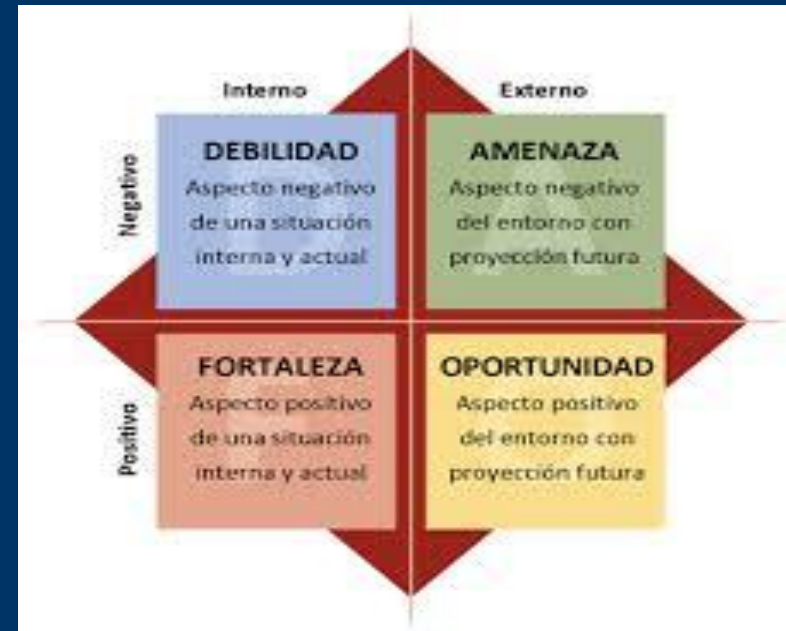 Interno
Externo
Negativo
DEBILIDAD
Aspecto negativo
de una situación
interna y actual
AMENAZA
Aspecto negativo
del entorno con
proyección futura
Positivo
FORTALEZA
Aspecto positivo
de una situación
interna y actual
OPORTUNIDAD
Aspecto positivo
del entorno con
proyección futura